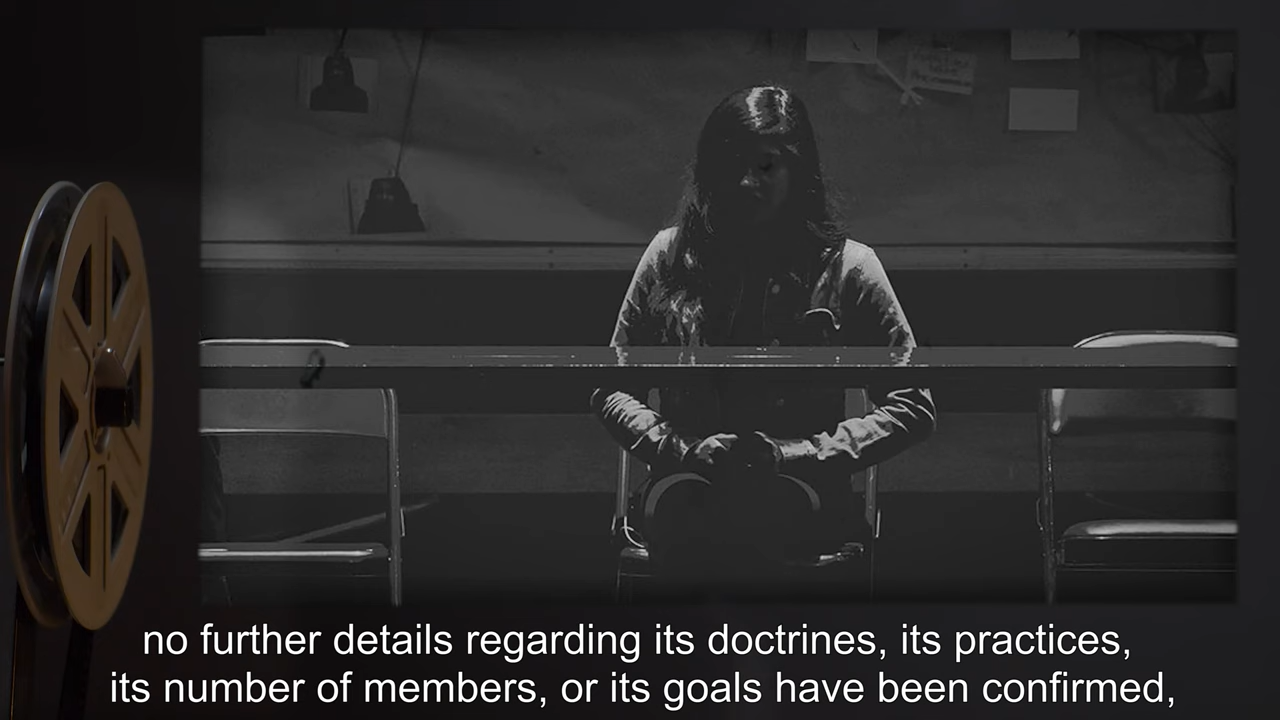 no further details regarding its doctrines, its practices,
its number of members, or its goals have been confirmed,